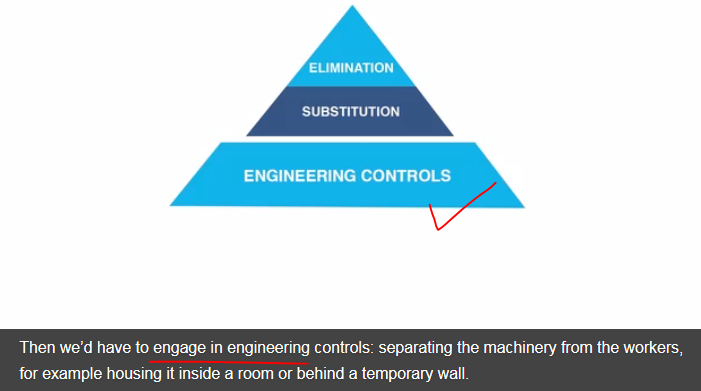 ELIMINATION
SUBSTITUTION
ENGINEERING CONTROLS
Then we'd have to engage in engineering controls: separating the machinery from the workers,
for example housing it inside a room or behind a temporary wall.